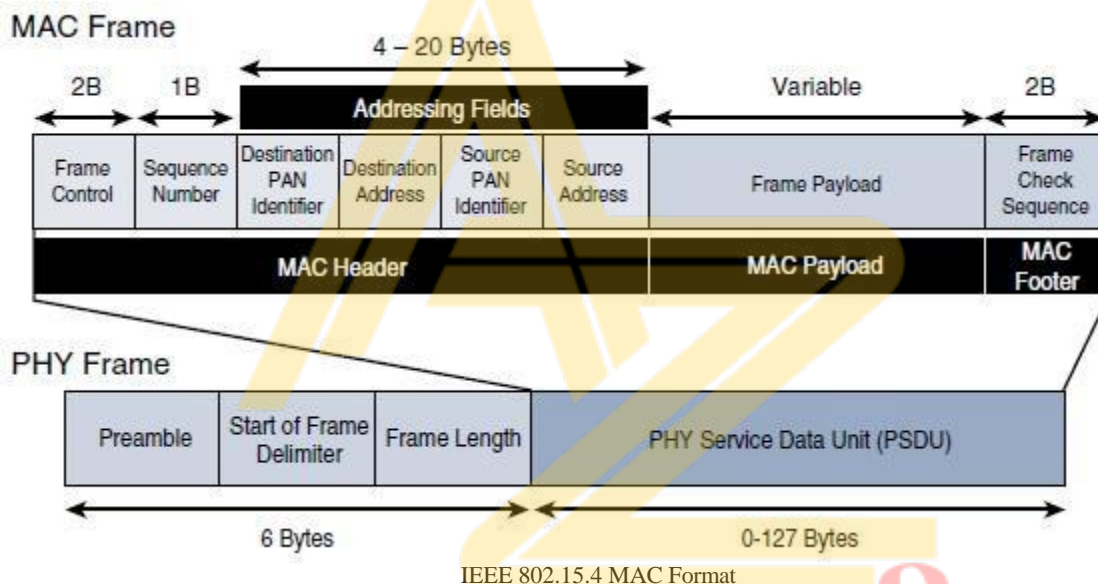 MAC Frame
4 – 20 Bytes
2B
1B
Variable
2B
Addressing Fields
Frame Control
Sequence Number
Destination PAN Identifier
Destination Address
Source PAN Identifier
Source Address
Frame Payload
Frame Check Sequence
MAC Header
MAC Payload
MAC Footer
PHY Frame
Preamble
Start of Frame Delimiter
Frame Length
PHY Service Data Unit (PSDU)
6 Bytes
0-127 Bytes
IEEE 802.15.4 MAC Format